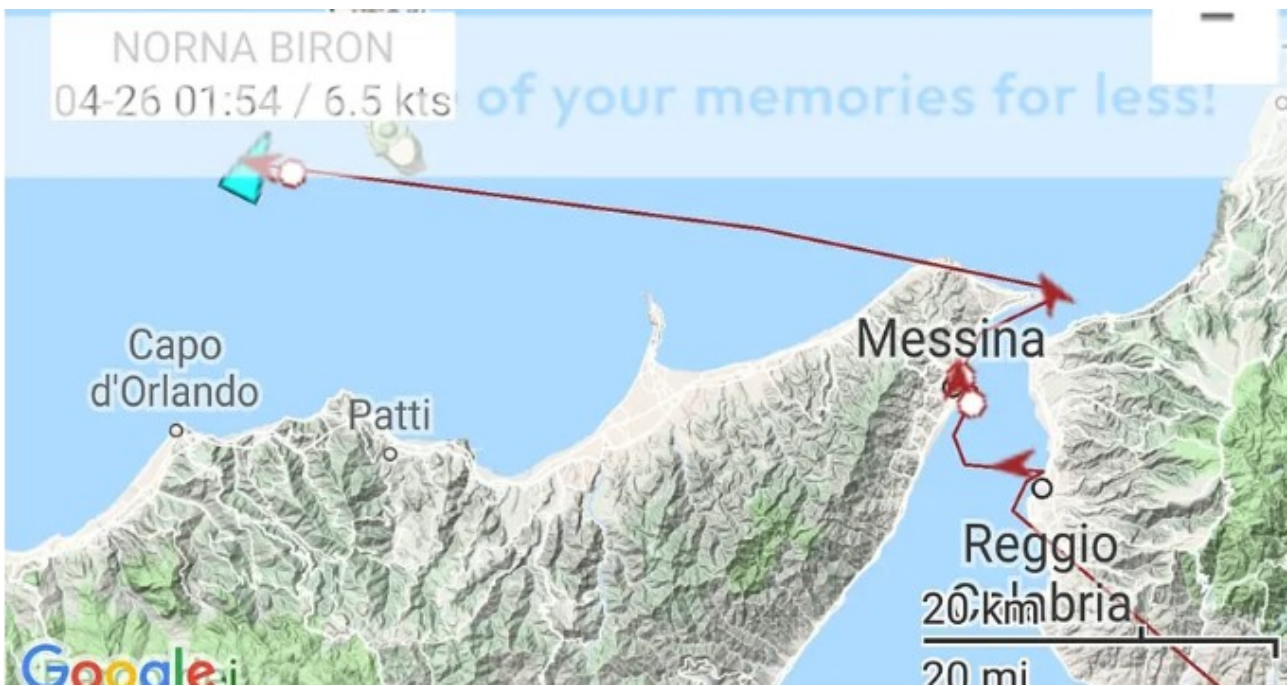 NORNA BIRON
04-26 01:54 / 6.5 kts
of your memories for less!
Messina
Capo
d'Orlando
Patti
Reggio
Calabria
20 km
20 mi
Google